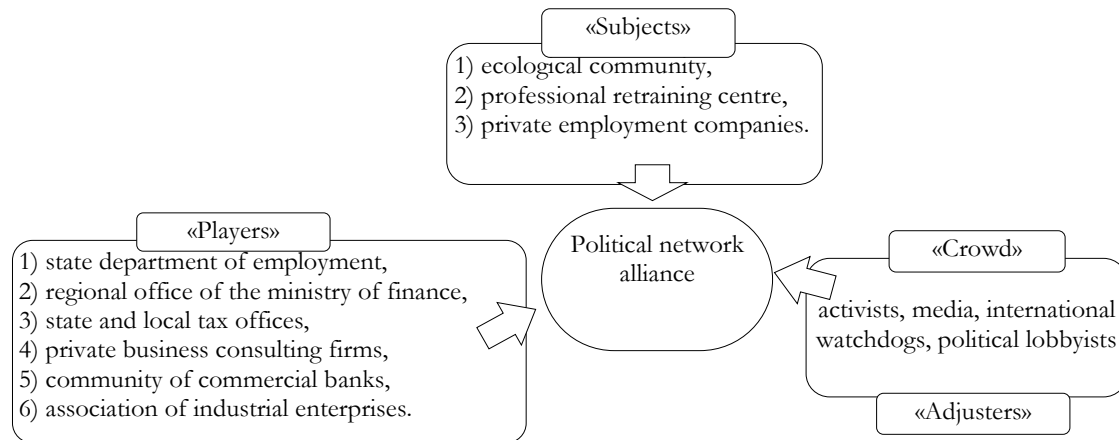 «Subjects»
1) ecological community,
2) professional retraining centre,
3) private employment companies.
«Players»
1) state department of employment,
2) regional office of the ministry of finance,
3) state and local tax offices,
4) private business consulting firms,
5) community of commercial banks,
6) association of industrial enterprises.
Political network
alliance
«Crowd»
activists, media, international
watchdogs, political lobbyists
«Adjusters»